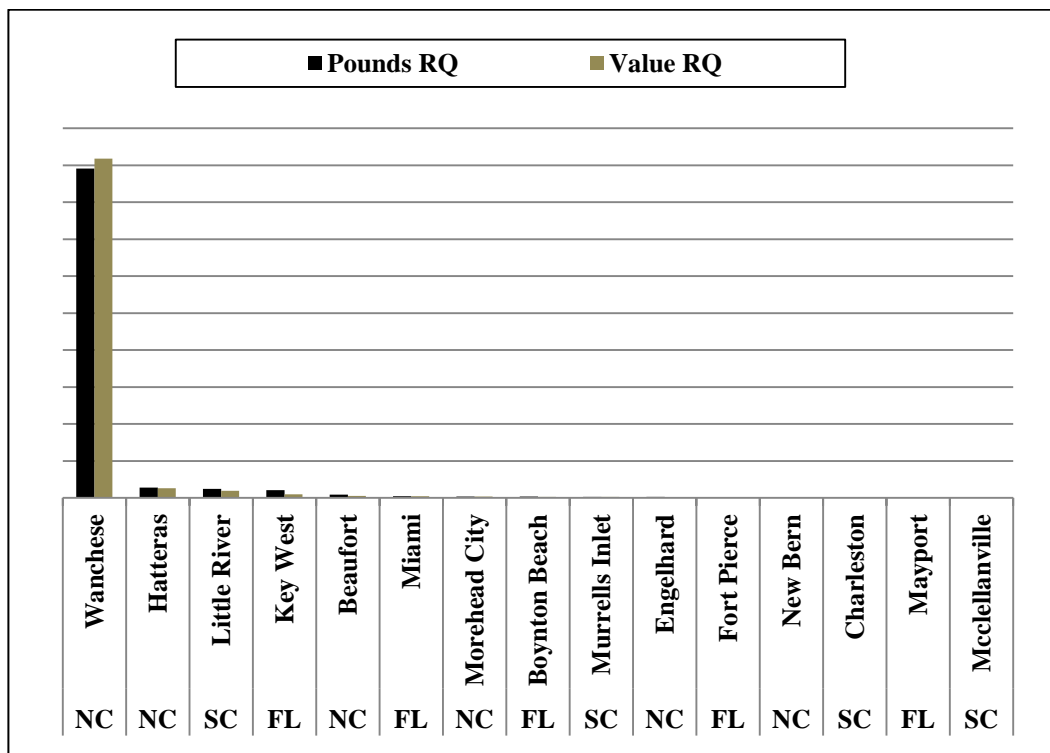 Pounds RQ Value RQ
Wanchese
Hatteras
Little River
Key West
Beaufort
Miami
Morehead City
Boynton Beach
Murrells Inlet
Engelhard
Fort Pierce
New Bern
Charleston
Mayport
Mcclellanville
NC NC SC FL NC FL NC FL SC NC FL NC SC FL SC